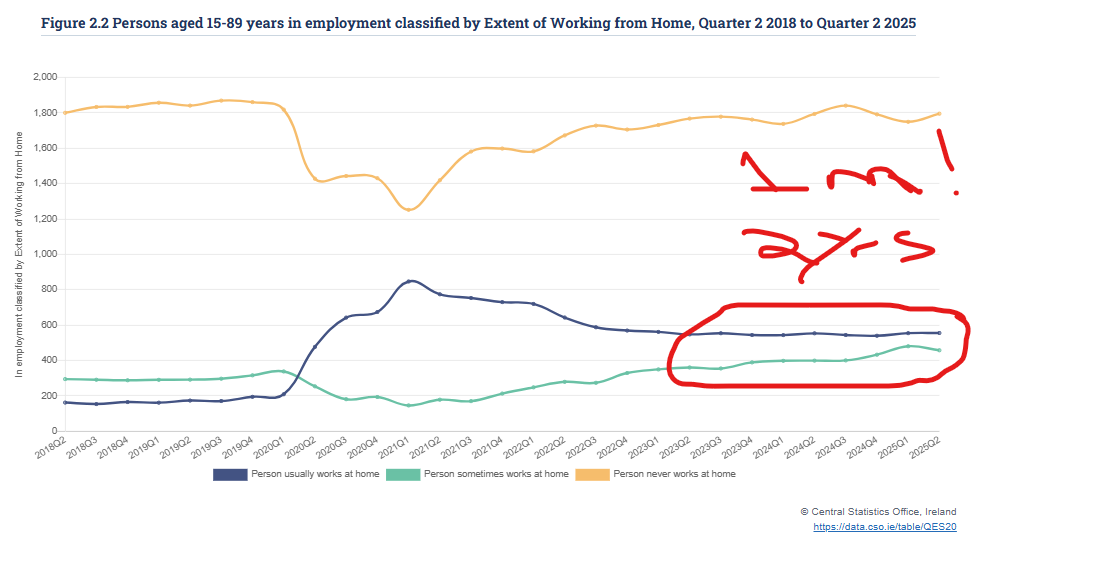 Figure 2.2 Persons aged 15-89 years in employment classified by Extent of Working from Home, Quarter 2 2018 to Quarter 2 2025
In employment classified by Extent of Working from Home
2,000
1,800
1,600
1,400
1,200
1,000
800
600
400
200
0
2018Q2 2018Q3 2018Q4 2019Q1 2019Q2 2019Q3 2019Q4 2020Q1 2020Q2 2020Q3 2020Q4 2021Q1 2021Q2 2021Q3 2021Q4 2022Q1 2022Q2 2022Q3 2022Q4 2023Q1 2023Q2 2023Q3 2023Q4 2024Q1 2024Q2 2024Q3 2024Q4 2025Q1 2025Q2
Person usually works at home Person sometimes works at home Person never works at home
© Central Statistics Office, Ireland
https://data.cso.ie/table/QES20